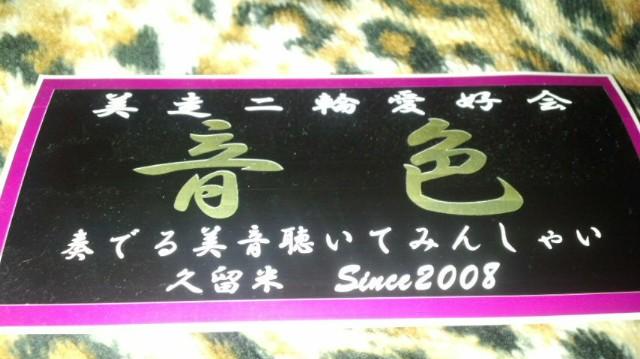 美走二輪愛好会
音色
奏でる美音聴いてみんしゃい
久留米 Since2008